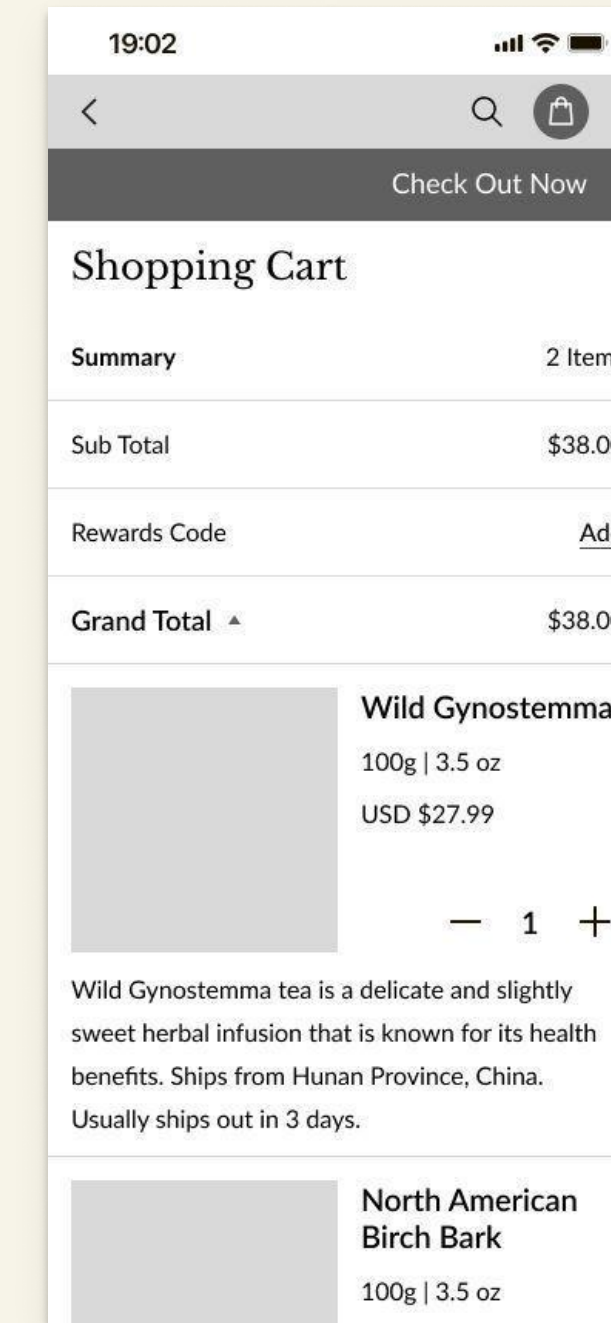 19:02
Check Out Now
Shopping Cart
Summary 2 Item
Sub Total $38.0
Rewards Code Ad
Grand Total $38.0
Wild Gynostemma
100g | 3.5 oz
USD $27.99
1
Wild Gynostemma tea is a delicate and slightly
sweet herbal infusion that is known for its health
benefits. Ships from Hunan Province, China.
Usually ships out in 3 days.
North American
Birch Bark
100g | 3.5 oz